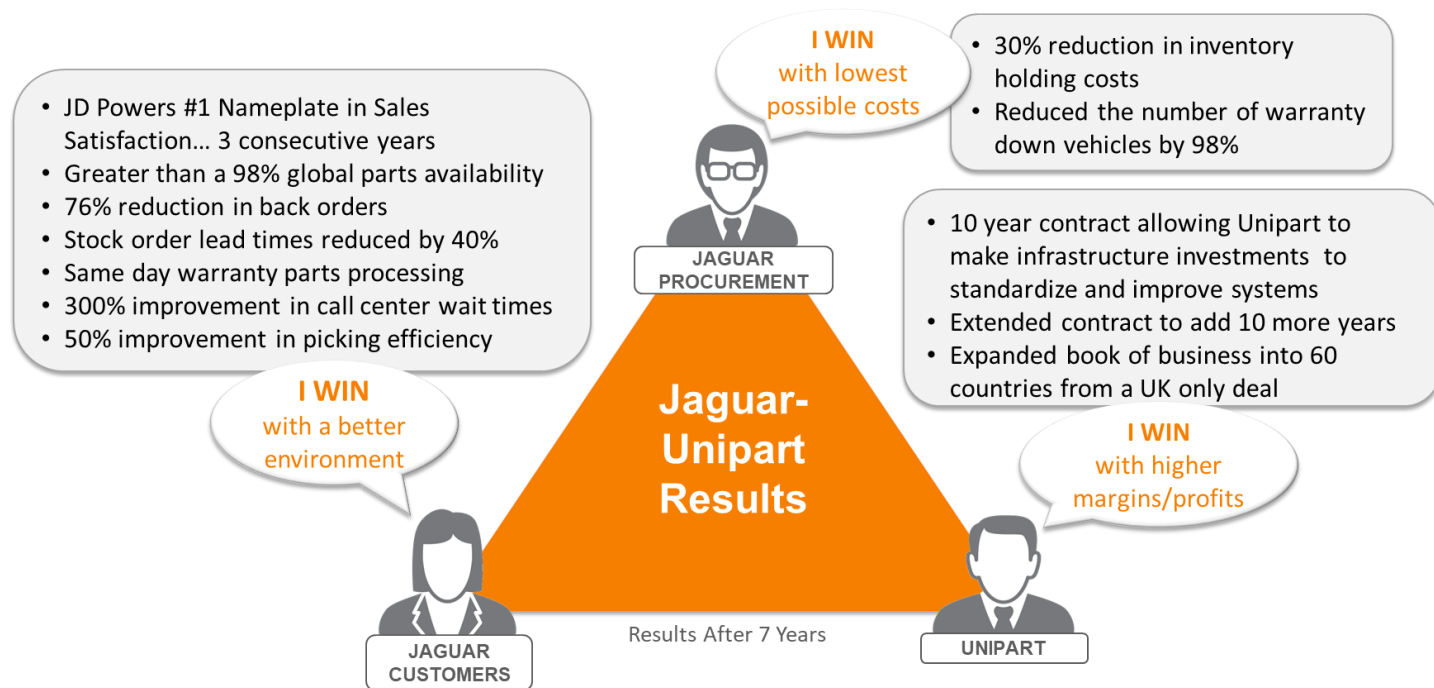 • JD Powers #1 Nameplate in Sales
Satisfaction... 3 consecutive years
• Greater than a 98% global parts availability
• 76% reduction in back orders
• Stock order lead times reduced by 40%
• Same day warranty parts processing
• 300% improvement in call center wait times
• 50% improvement in picking efficiency
I WIN
with a better
environment
JAGUAR
CUSTOMERS
I WIN
with lowest
possible costs
• 30% reduction in inventory
holding costs
• Reduced the number of warranty
down vehicles by 98%
JAGUAR
PROCUREMENT
• 10 year contract allowing Unipart to
make infrastructure investments to
standardize and improve systems
• Extended contract to add 10 more years
• Expanded book of business into 60
countries from a UK only deal
I WIN
with higher
margins/profits
UNIPART
Jaguar-
Unipart
Results
Results After 7 Years